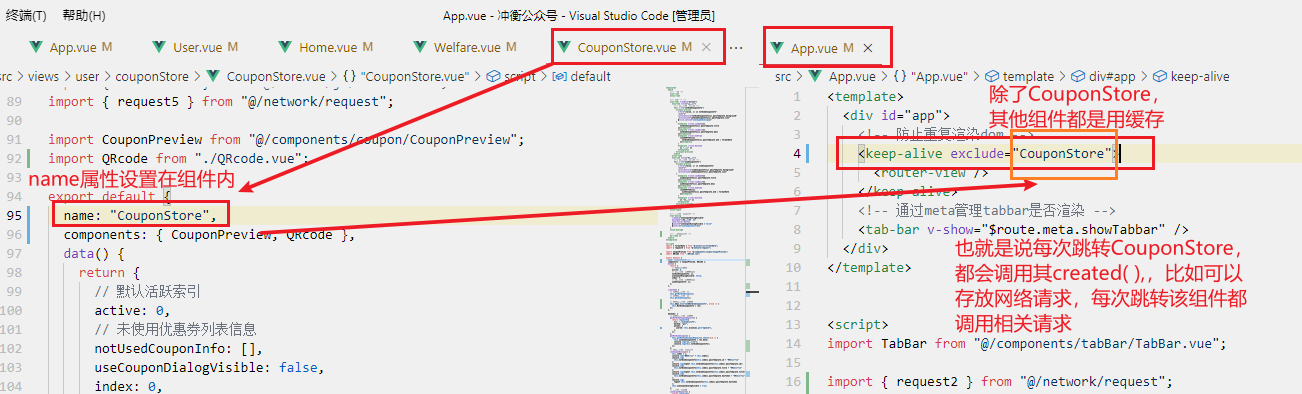 终端(T) 帮助(H) App.vue - 冲衡公众号 - Visual Studio Code [管理员]
App.vue M User.vue M Home.vue M Welfare.vue M CouponStore.vue M × ···
src > views > user > couponStore > CouponStore.vue > {} "CouponStore.vue" > script > default
89 import { request5 } from "@/network/request";
90
91 import CouponPreview from "@/components/coupon/CouponPreview";
92 import QRcode from "./QRcode.vue";
93
name属性设置在组件内
94 export default {
95 name: "CouponStore",
96 components: { CouponPreview, QRcode },
97 data() {
98 return {
99 // 默认活跃索引
100 active: 0,
101 // 未使用优惠券列表信息
102 notUsedCouponInfo: [],
103 useCouponDialogVisible: false,
104 index: 0,
App.vue M ×
src > App.vue > {} "App.vue" > template > div#app > keep-alive
1 <template>
2 <div id="app">
3 <!-- 防止重复渲染dom -->
4 <keep-alive exclude="CouponStore">
5 <router-view />
6 </keep-alive>
7 <!-- 通过meta管理tabbar是否渲染 -->
8 <tab-bar v-show="$route.meta.showTabbar" />
9 </div>
10 </template>
11
12
13 <script>
14 import TabBar from "@/components/tabBar/TabBar.vue";
15
16 import { request2 } from "@/network/request";
除了CouponStore，
其他组件都是用缓存
也就是说每次跳转CouponStore，
都会调用其created( ),，比如可以
存放网络请求，每次跳转该组件都
调用相关请求